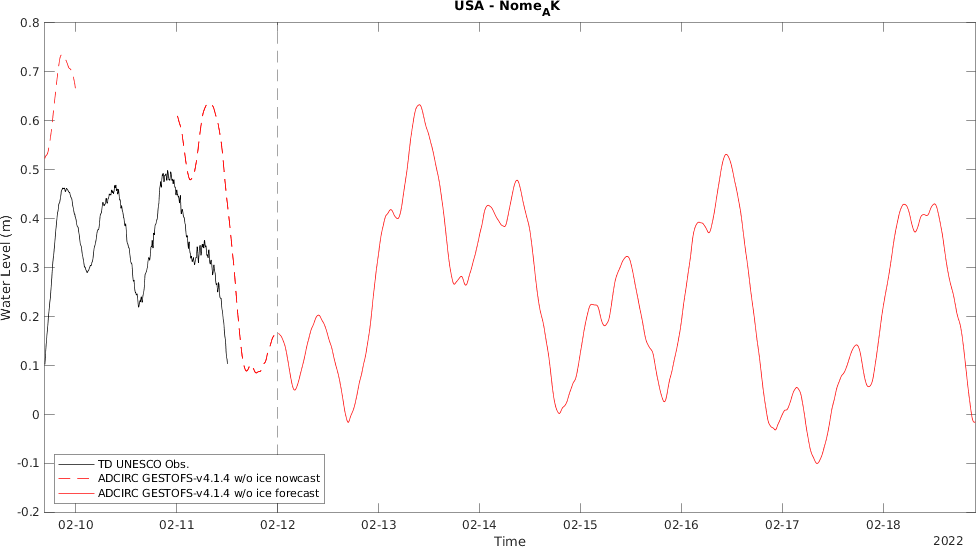 USA - Nome_AK
0.8
0.7
0.6
0.5
0.4
0.3
0.2
0.1
0
-0.1
-0.2
Water Level (m)
TD UNESCO Obs.
ADCIRC GESTOFS-v4.1.4 w/o ice nowcast
ADCIRC GESTOFS-v4.1.4 w/o ice forecast
02-10 02-11 02-12 02-13 02-14 02-15 02-16 02-17 02-18
Time
2022